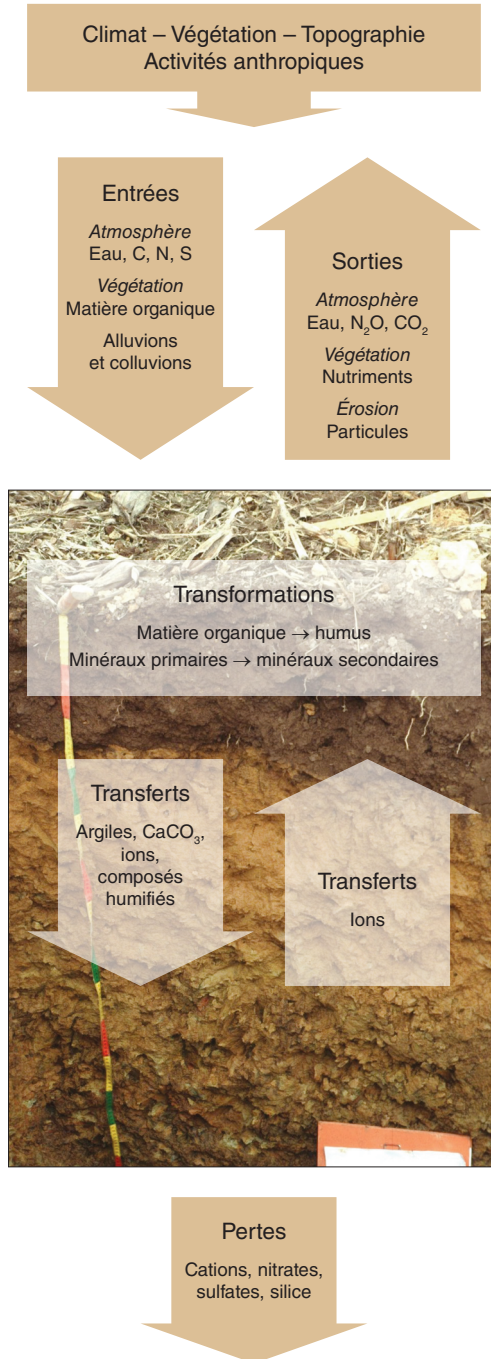 Climat – Végétation – Topographie
Activités anthropiques
Entrées
Atmosphère
Eau, C, N, S
Végétation
Matière organique
Alluvions
et colluvions
Sorties
Atmosphère
Eau, N₂O, CO₂
Végétation
Nutriments
Érosion
Particules
Transformations
Matière organique → humus
Minéraux primaires → minéraux secondaires
Transferts
Argiles, CaCO₃,
ions,
composés
humifiés
Transferts
Ions
Pertes
Cations, nitrates,
sulfates, silice